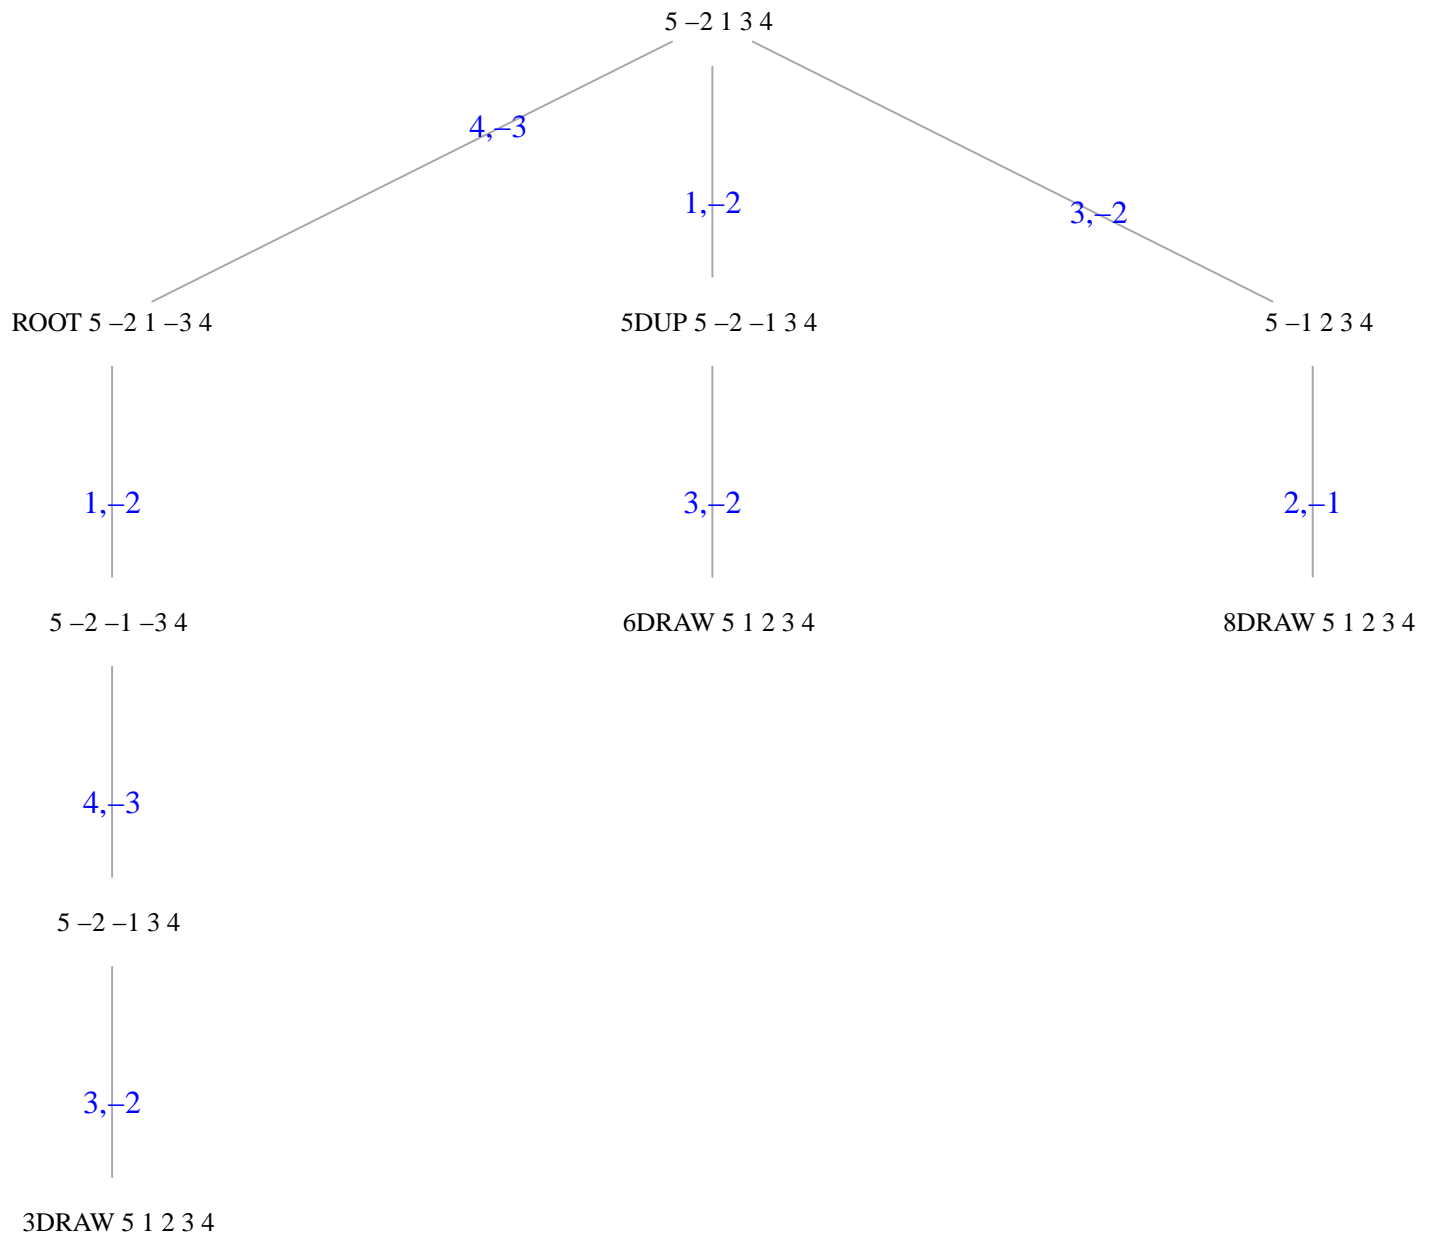 5 –2 1 3 4
4,–3
1,–2
3,–2
ROOT 5 –2 1 –3 4
5DUP 5 –2 –1 3 4
5 –1 2 3 4
1,–2
3,–2
2,–1
5 –2 –1 –3 4
6DRAW 5 1 2 3 4
8DRAW 5 1 2 3 4
4,–3
5 –2 –1 3 4
3,–2
3DRAW 5 1 2 3 4